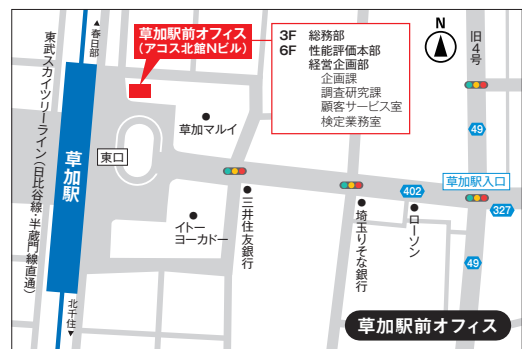 ▲春日部
東武スカイツリーライン(日比谷線・半蔵門線直通)
草加駅
北千住▼
東口
草加駅前オフィス
(アコス北館Nビル)
3F 総務部
6F 性能評価本部
経営企画部
企画課
調査研究課
顧客サービス室
検定業務室
N
旧4号
49
草加マルイ
草加駅入口
402
327
イトー
ヨーカドー
三井住友銀行
埼玉りそな銀行
ローソン
49
草加駅前オフィス